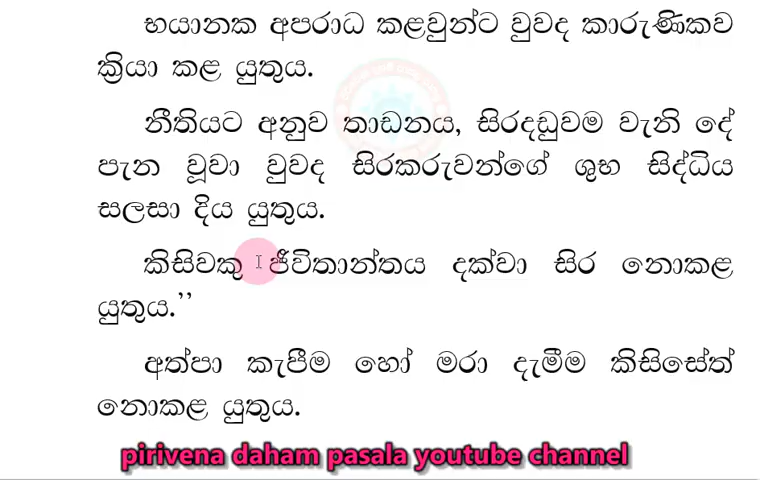 භයානක අපරාධ කළවුන්ට වුවද කාරුණිකව
ක්‍රියා කළ යුතුය.
නීතියට අනුව තාඩනය, සිරදඬුවම වැනි දේ
පැන වූවා වුවද සිරකරුවන්ගේ ශුභ සිද්ධිය
සලසා දිය යුතුය.
කිසිවකු ජීවිතාන්තය දක්වා සිර නොකළ
යුතුය.’’
අත්පා කැපීම හෝ මරා දැමීම කිසිසේත්
නොකළ යුතුය.
pirivena daham pasala youtube channel